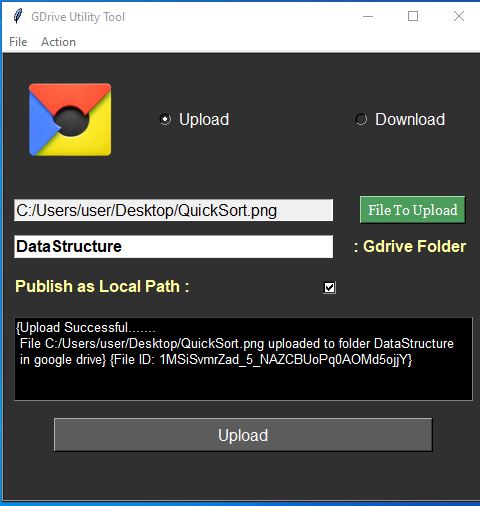 GDrive Utility Tool
File Action
Upload Download
C:/Users/user/Desktop/QuickSort.png File To Upload
DataStructure : Gdrive Folder
Publish as Local Path :
{Upload Successful.......
File C:/Users/user/Desktop/QuickSort.png uploaded to folder DataStructure
in google drive} {File ID: 1MSiSvmrZad_5_NAZCBUoPq0AOMd5ojjY}
Upload